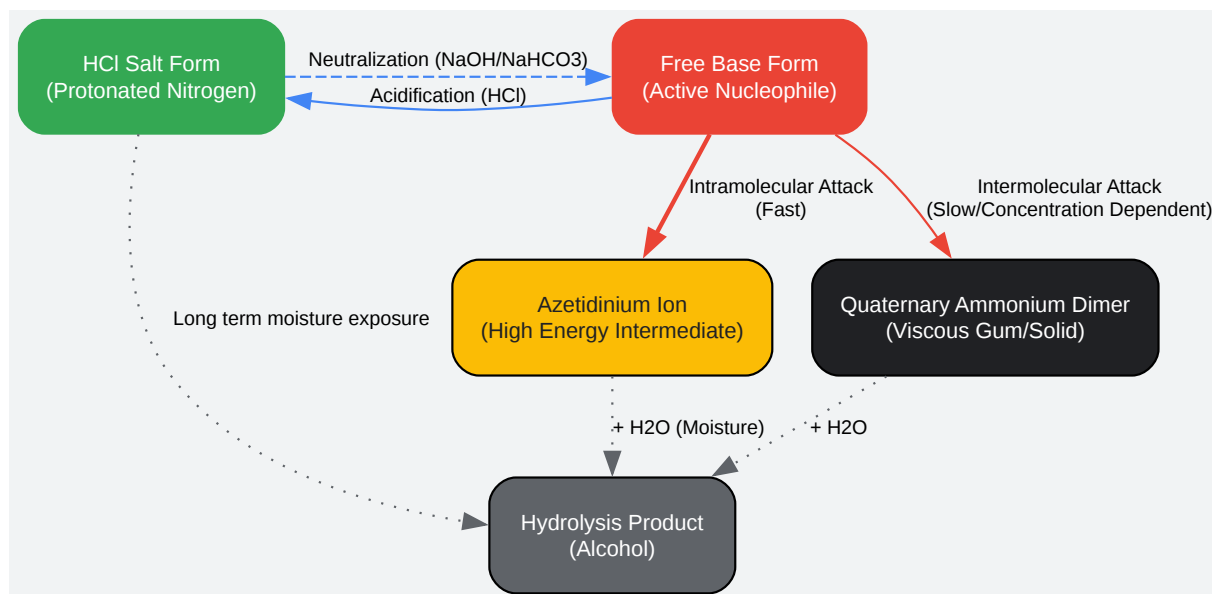 HCl Salt Form
(Protonated Nitrogen)
Neutralization (NaOH/NaHCO3)
Acidification (HCl)
Free Base Form
(Active Nucleophile)
Intramolecular Attack
(Fast)
Intermolecular Attack
(Slow/Concentration Dependent)
Long term moisture exposure
Azetidinium Ion
(High Energy Intermediate)
Quaternary Ammonium Dimer
(Viscous Gum/Solid)
+ H2O (Moisture)
+ H2O
Hydrolysis Product
(Alcohol)